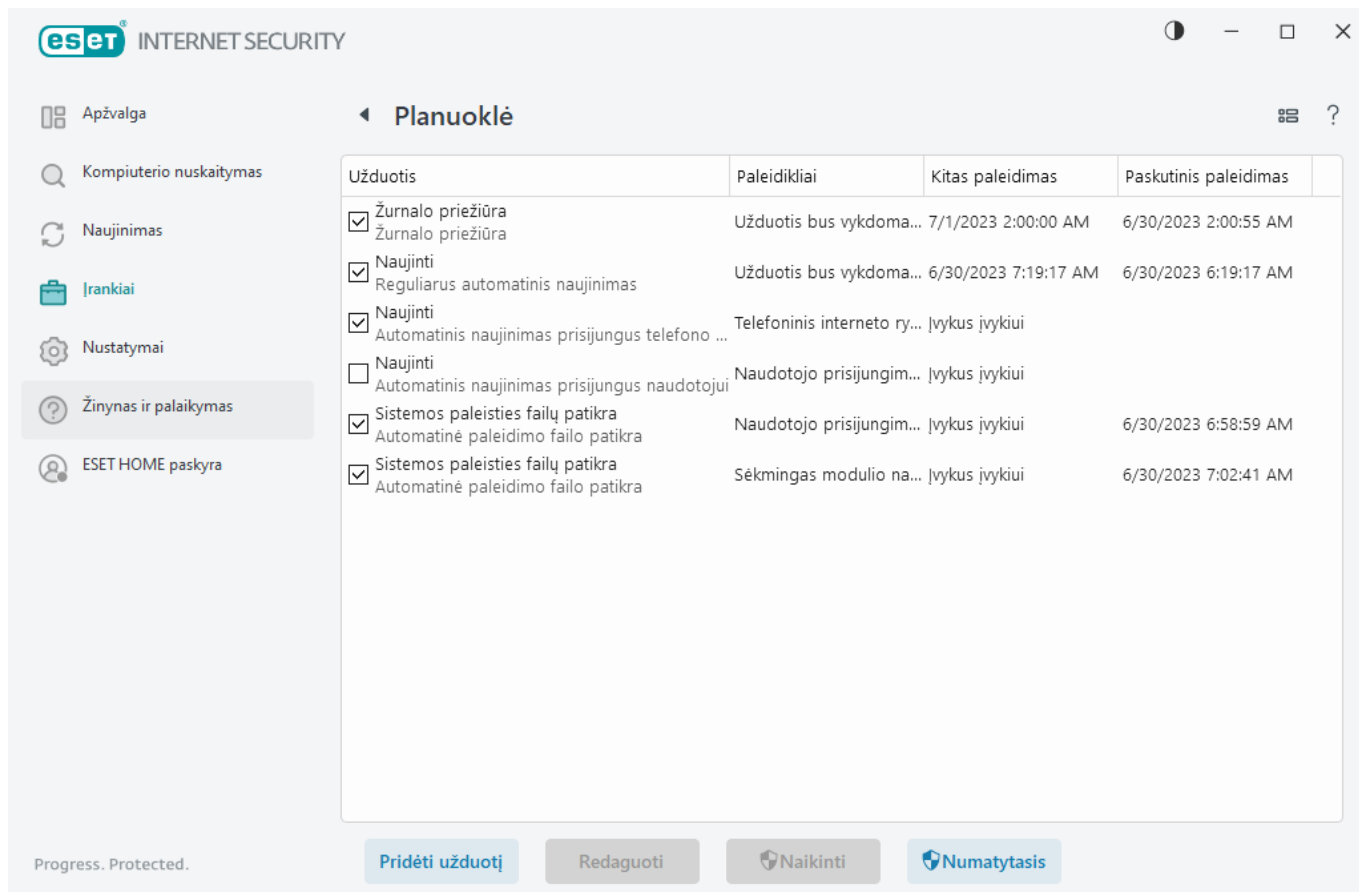 eset® INTERNET SECURITY
Apžvalga
Kompiuterio nuskaitymas
Naujinimas
Įrankiai
Nustatymai
Žinynas ir palaikymas
ESET HOME paskyra
Progress. Protected.
Planuoklė
?
Užduotis Paleidikliai Kitas paleidimas Paskutinis paleidimas
Žurnalo priežiūra
Žurnalo priežiūra
Užduotis bus vykdoma... 7/1/2023 2:00:00 AM 6/30/2023 2:00:55 AM
Naujinti
Reguliarus automatinis naujinimas
Užduotis bus vykdoma... 6/30/2023 7:19:17 AM 6/30/2023 6:19:17 AM
Naujinti
Automatinis naujinimas prisijungus telefono ...
Telefoninis interneto ry... Įvykus įvykiui
Naujinti
Automatinis naujinimas prisijungus naudotojui
Naudotojo prisijungim... Įvykus įvykiui
Sistemos paleisties failų patikra
Automatinė paleidimo failo patikra
Naudotojo prisijungim... Įvykus įvykiui 6/30/2023 6:58:59 AM
Sistemos paleisties failų patikra
Automatinė paleidimo failo patikra
Sėkmingas modulio na... Įvykus įvykiui 6/30/2023 7:02:41 AM
Pridėti užduotį Redaguoti Naikinti Numatytasis